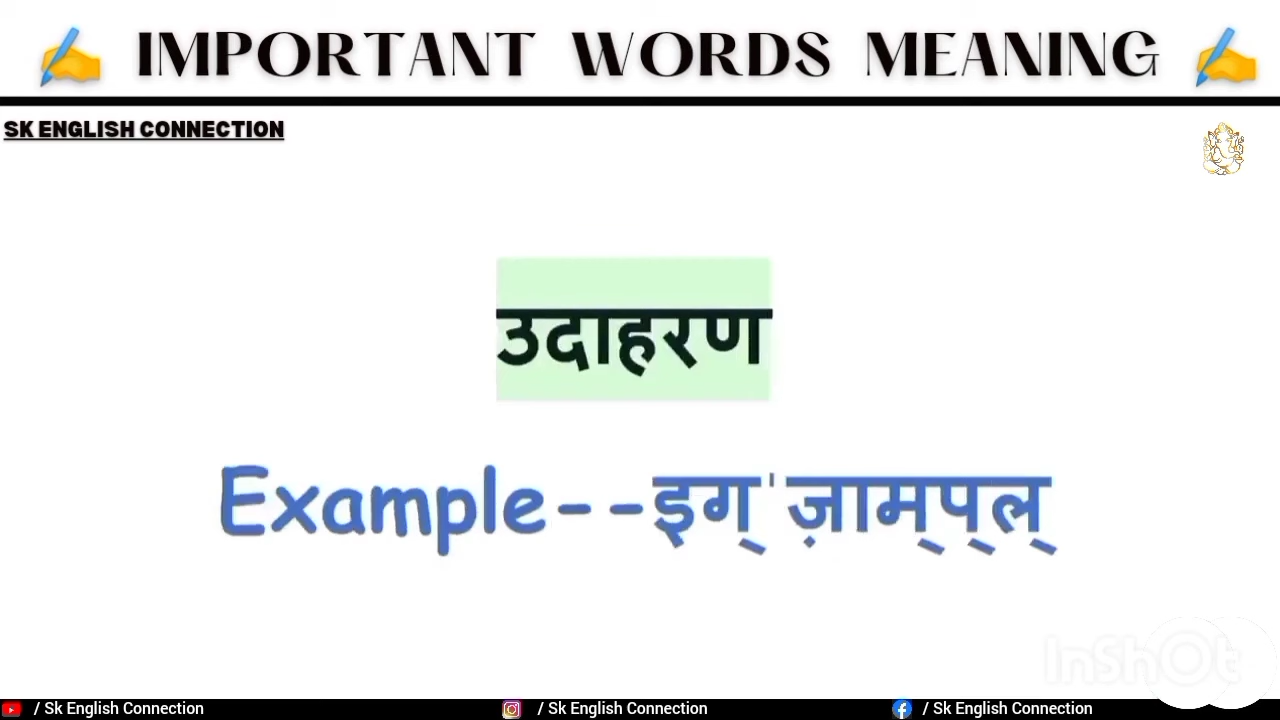 IMPORTANT WORDS MEANING
SK ENGLISH CONNECTION
उदाहरण
Example--इग्ˈज़ाम्प्ल्
InShOt
/ Sk English Connection / Sk English Connection / Sk English Connection